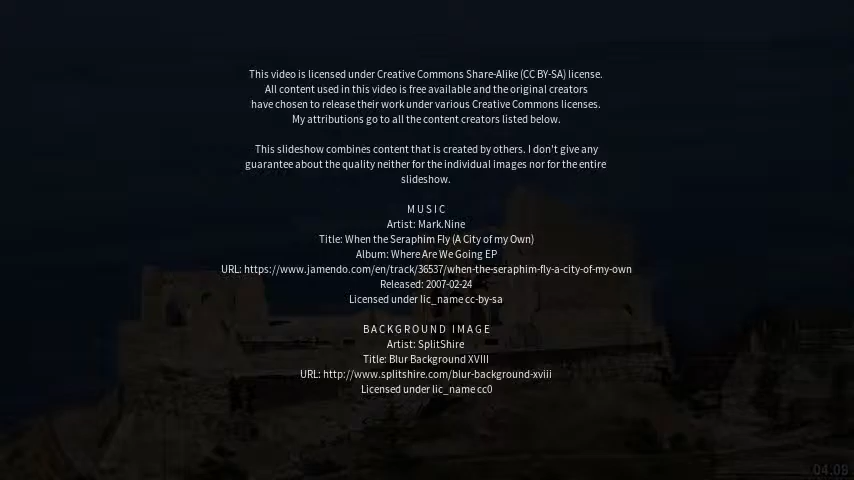 This video is licensed under Creative Commons Share-Alike (CC BY-SA) license.
All content used in this video is free available and the original creators
have chosen to release their work under various Creative Commons licenses.
My attributions go to all the content creators listed below.
This slideshow combines content that is created by others. I don't give any
guarantee about the quality neither for the individual images nor for the entire
slideshow.
MUSIC
Artist: Mark.Nine
Title: When the Seraphim Fly (A City of my Own)
Album: Where Are We Going EP
URL: https://www.jamendo.com/en/track/36537/when-the-seraphim-fly-a-city-of-my-own
Released: 2007-02-24
Licensed under lic_name cc-by-sa
BACKGROUND IMAGE
Artist: SplitShire
Title: Blur Background XVIII
URL: http://www.splitshire.com/blur-background-xviii
Licensed under lic_name cc0
04.09